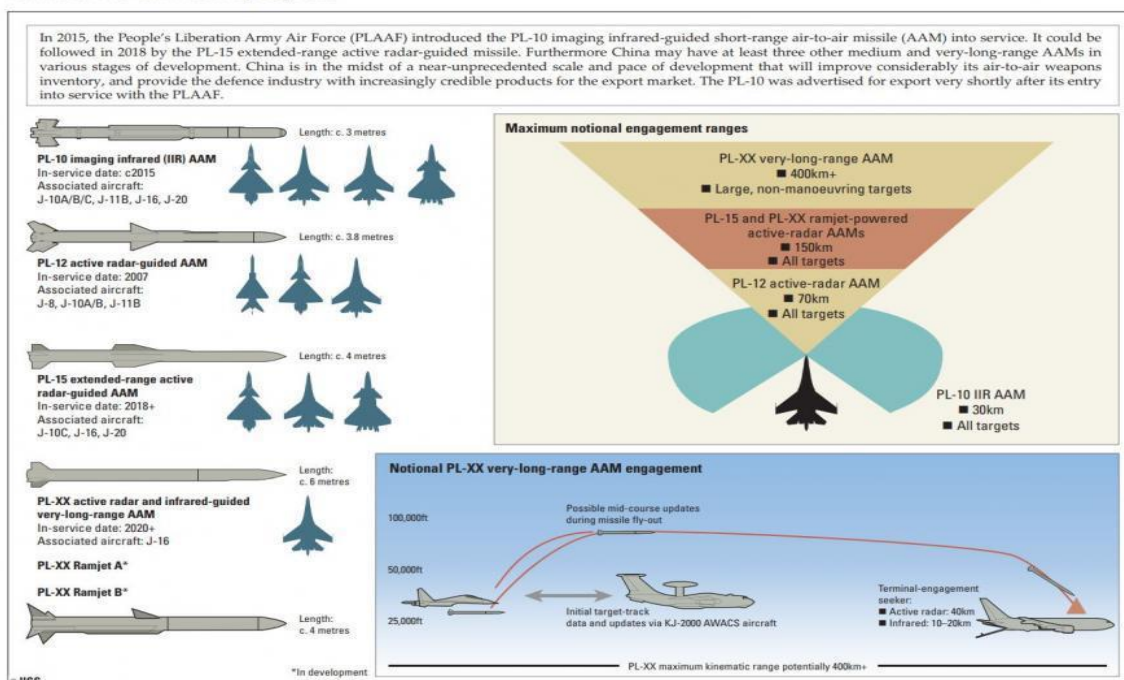 In 2015, the People's Liberation Army Air Force (PLAAF) introduced the PL-10 imaging infrared-guided short-range air-to-air missile (AAM) into service. It could be
followed in 2018 by the PL-15 extended-range active radar-guided missile. Furthermore China may have at least three other medium and very-long-range AAMs in
various stages of development. China is in the midst of a near-unprecedented scale and pace of development that will improve considerably its air-to-air weapons
inventory, and provide the defence industry with increasingly credible products for the export market. The PL-10 was advertised for export very shortly after its entry
into service with the PLAAF.
Length: c. 3 metres
PL-10 imaging infrared (IIR) AAM
In-service date: c2015
Associated aircraft:
J-10A/B/C, J-11B, J-16, J-20
Length: c. 3.8 metres
PL-12 active radar-guided AAM
In-service date: 2007
Associated aircraft:
J-8, J-10A/B, J-11B
Length: c. 4 metres
PL-15 extended-range active
radar-guided AAM
In-service date: 2018+
Associated aircraft:
J-10C, J-16, J-20
Length:
c. 6 metres
PL-XX active radar and infrared-guided
very-long-range AAM
In-service date: 2020+
Associated aircraft: J-16
PL-XX Ramjet A*
PL-XX Ramjet B*
Length:
c. 4 metres
*In development
Maximum notional engagement ranges
PL-XX very-long-range AAM
■ 400km+
■ Large, non-manoeuvring targets
PL-15 and PL-XX ramjet-powered
active-radar AAMs
■ 150km
■ All targets
PL-12 active-radar AAM
■ 70km
■ All targets
PL-10 IIR AAM
■ 30km
■ All targets
Notional PL-XX very-long-range AAM engagement
100,000ft
50,000ft
25,000ft
Possible mid-course updates
during missile fly-out
Initial target-track
data and updates via KJ-2000 AWACS aircraft
Terminal-engagement
seeker:
■ Active radar: 40km
■ Infrared: 10–20km
PL-XX maximum kinematic range potentially 400km+